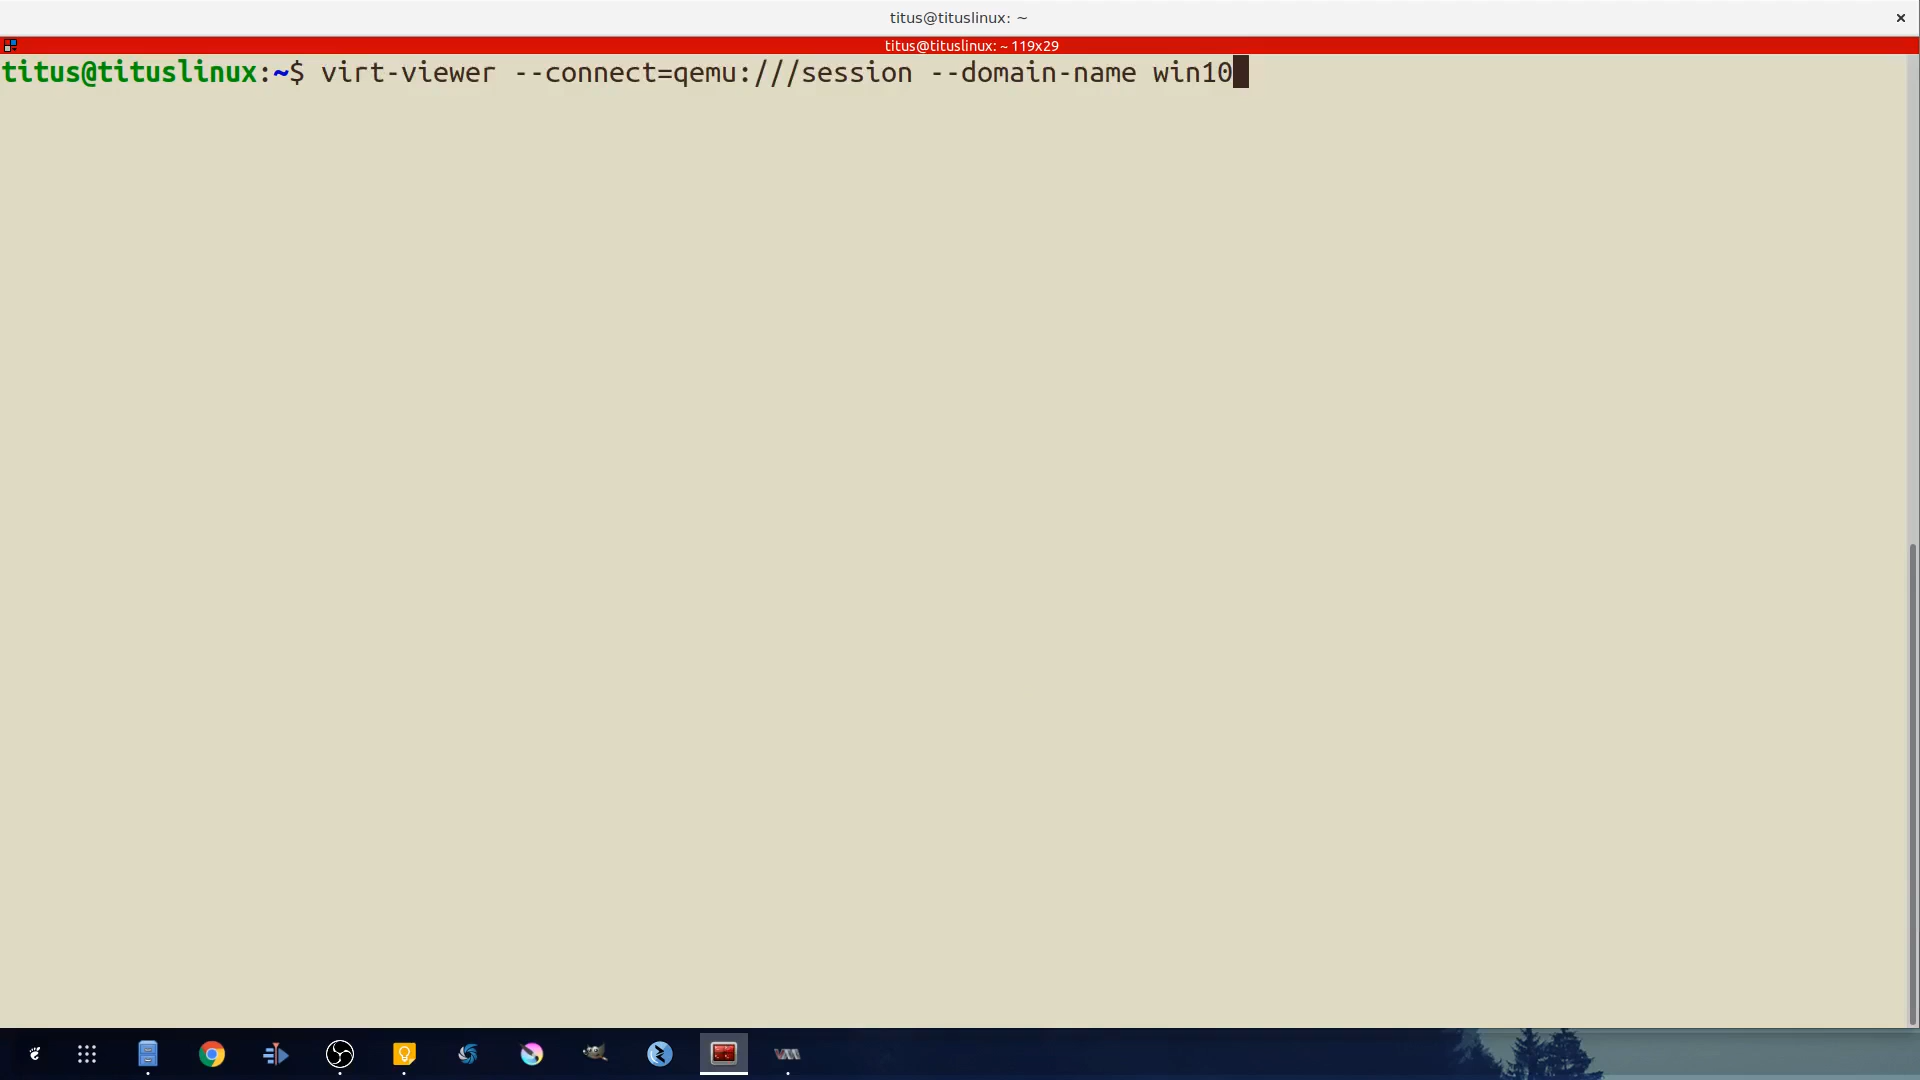 titus@tituslinux: ~
titus@tituslinux: ~ 119x29
titus@tituslinux:~$ virt-viewer --connect=qemu:///session --domain-name win10